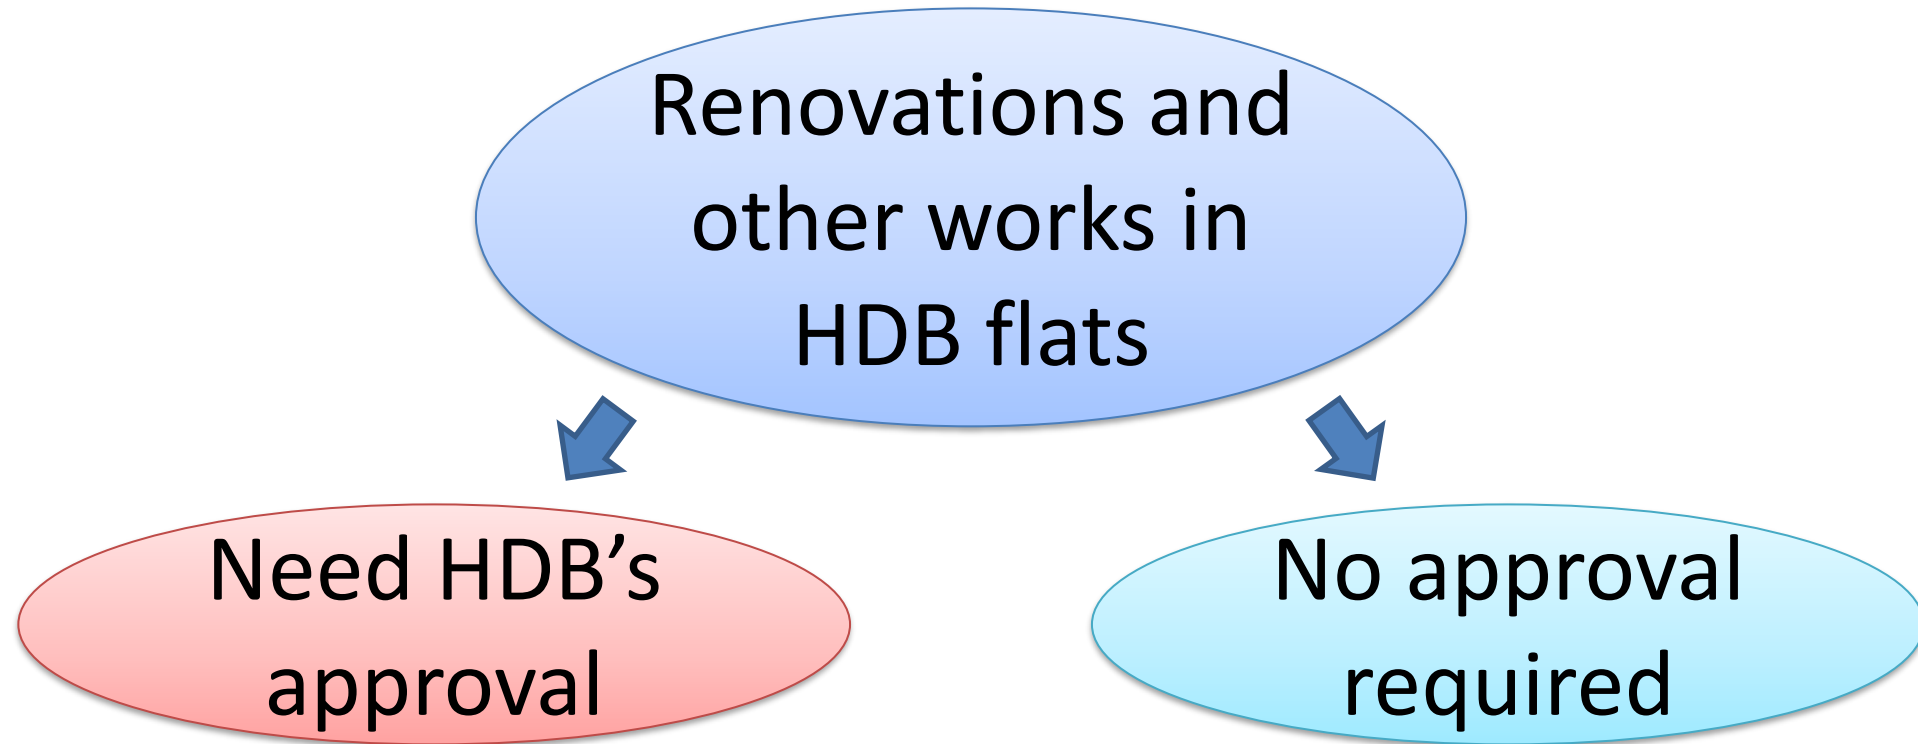 Renovations and
other works in
HDB flats
Need HDB’s
approval
No approval
required